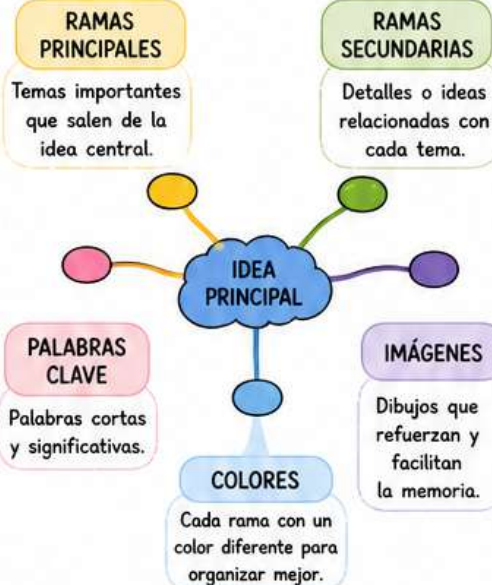 RAMAS
PRINCIPALES
Temas importantes
que salen de la
idea central.
RAMAS
SECUNDARIAS
Detalles o ideas
relacionadas con
cada tema.
IDEA
PRINCIPAL
PALABRAS
CLAVE
Palabras cortas
y significativas.
IMÁGENES
Dibujos que
refuerzan y
facilitan
la memoria.
COLORES
Cada rama con un
color diferente para
organizar mejor.